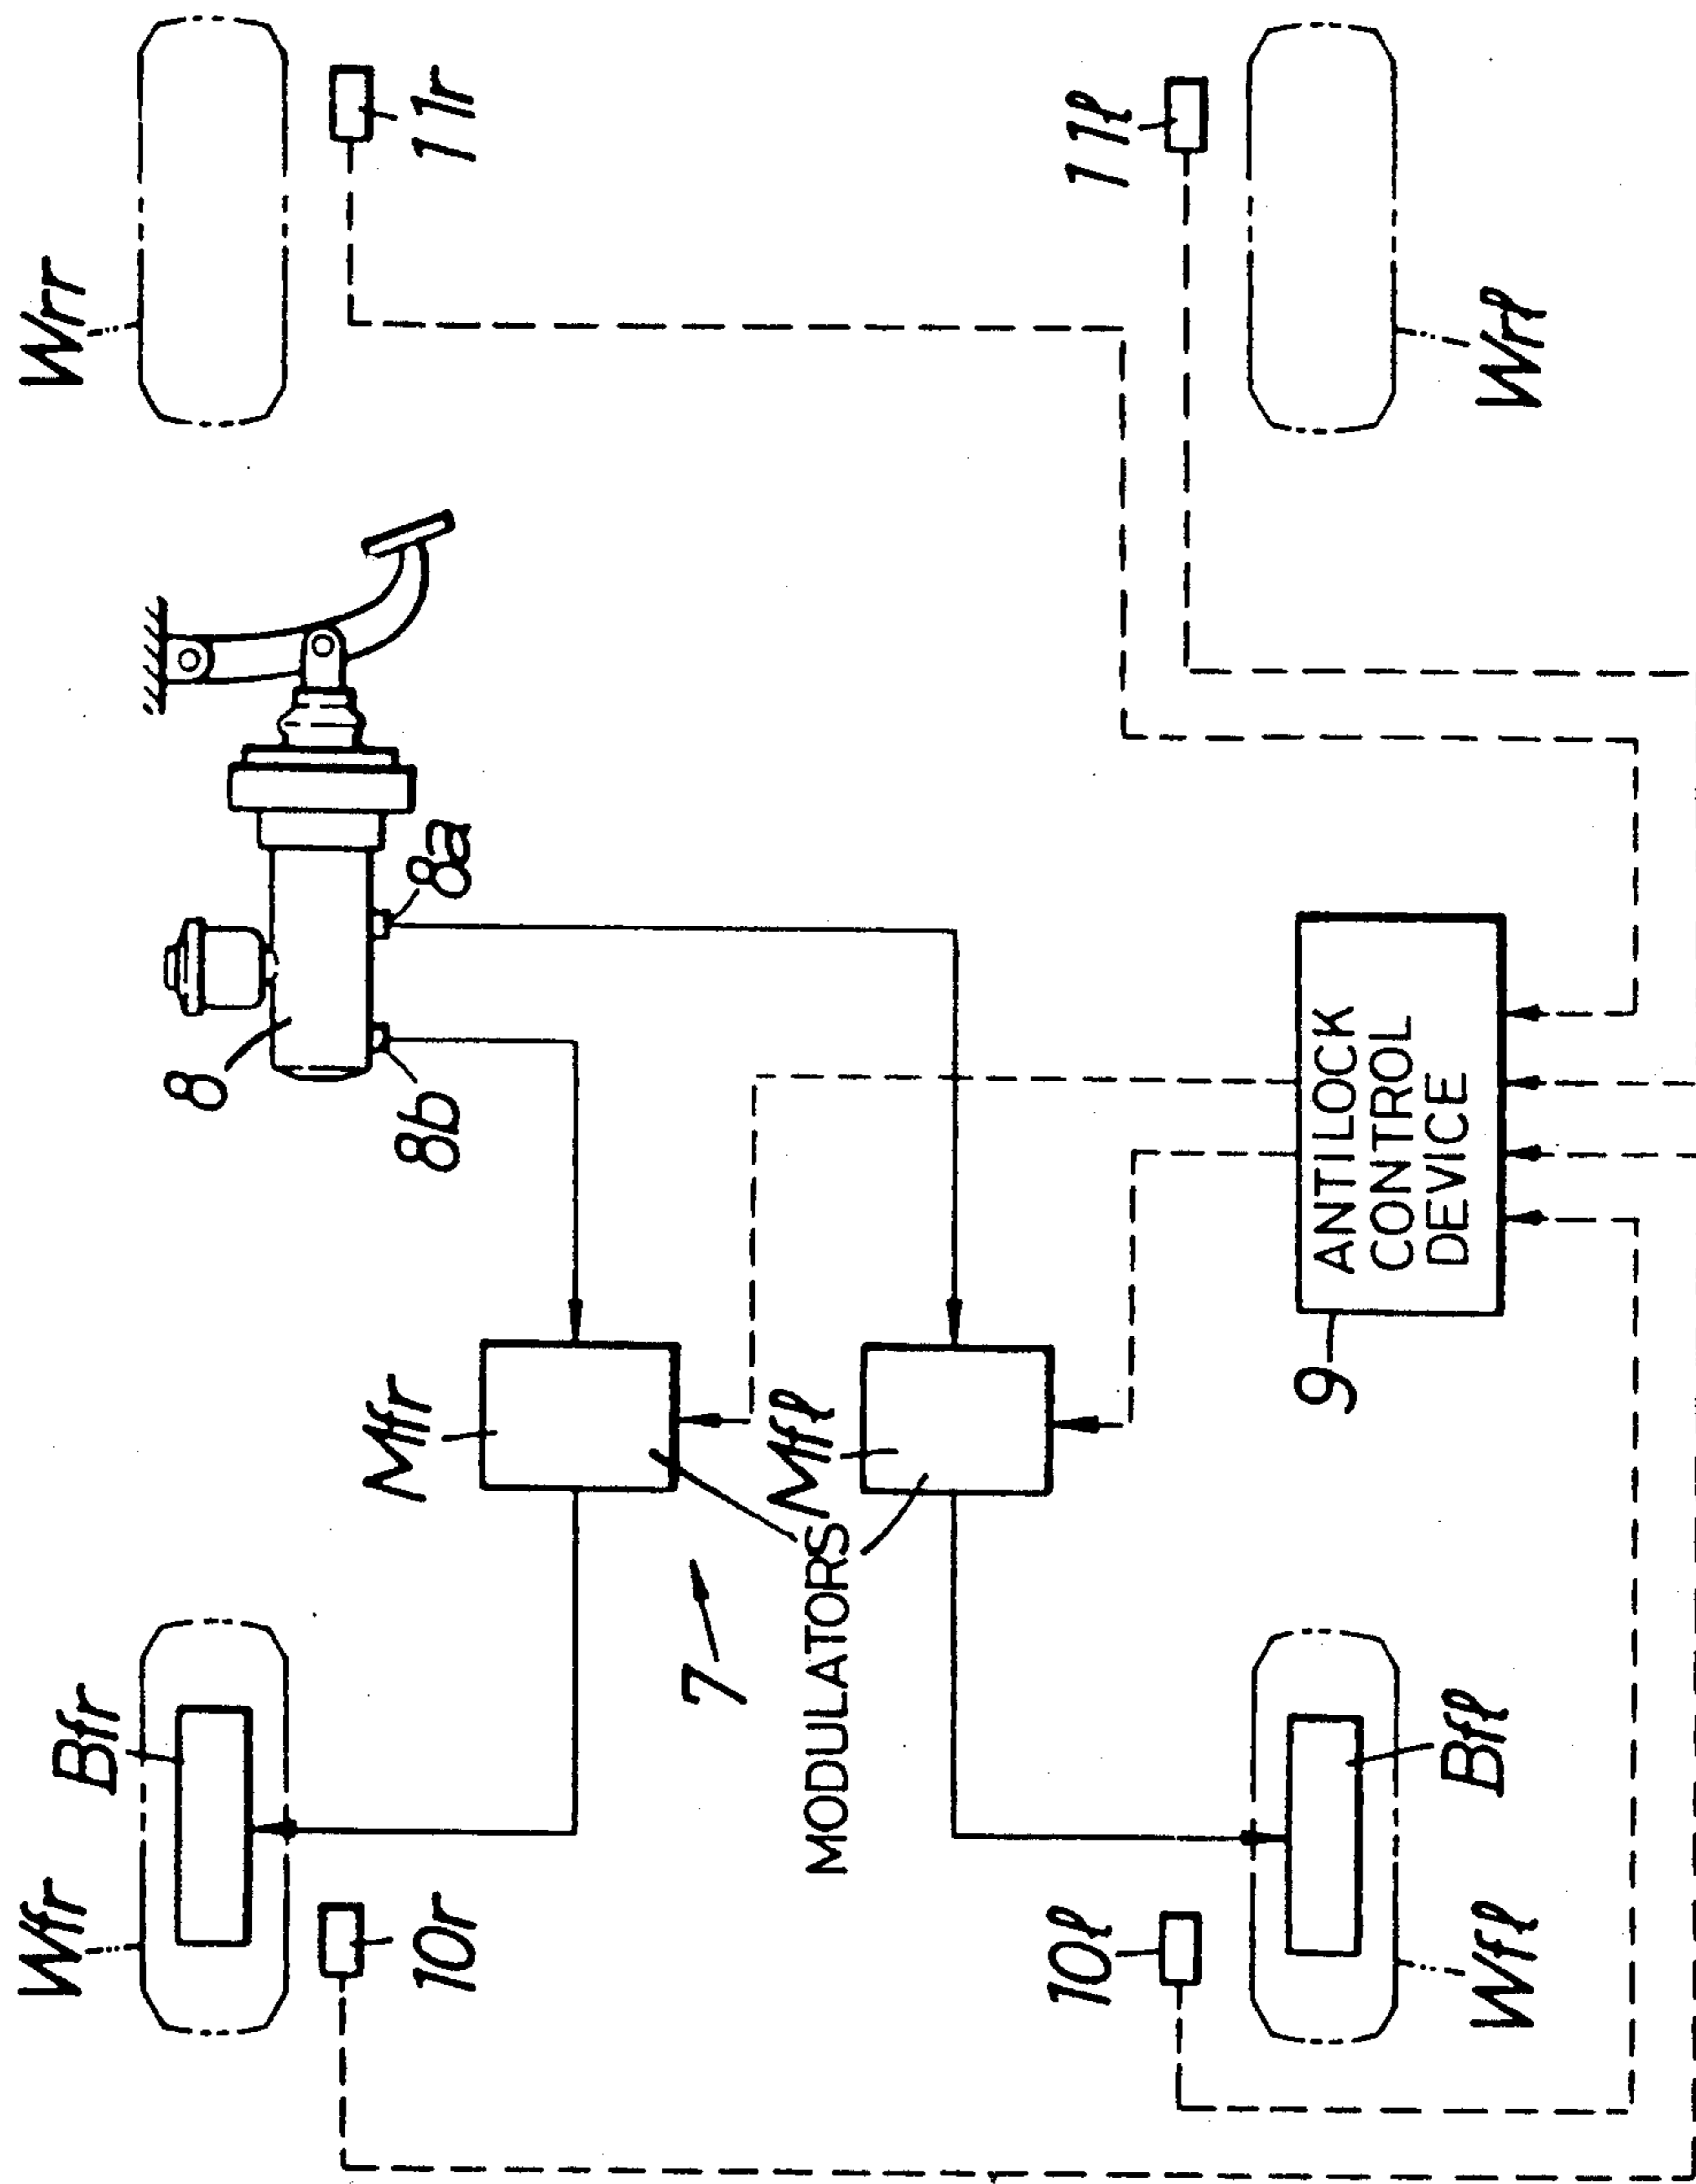 Wfr
Bfr
Wrr
10r
11r
8
8b
8a
Mfr
7
MODULATORS
Mfl
10l
11l
9
ANTILOCK
CONTROL
DEVICE
Bfl
Wfl
Wrl